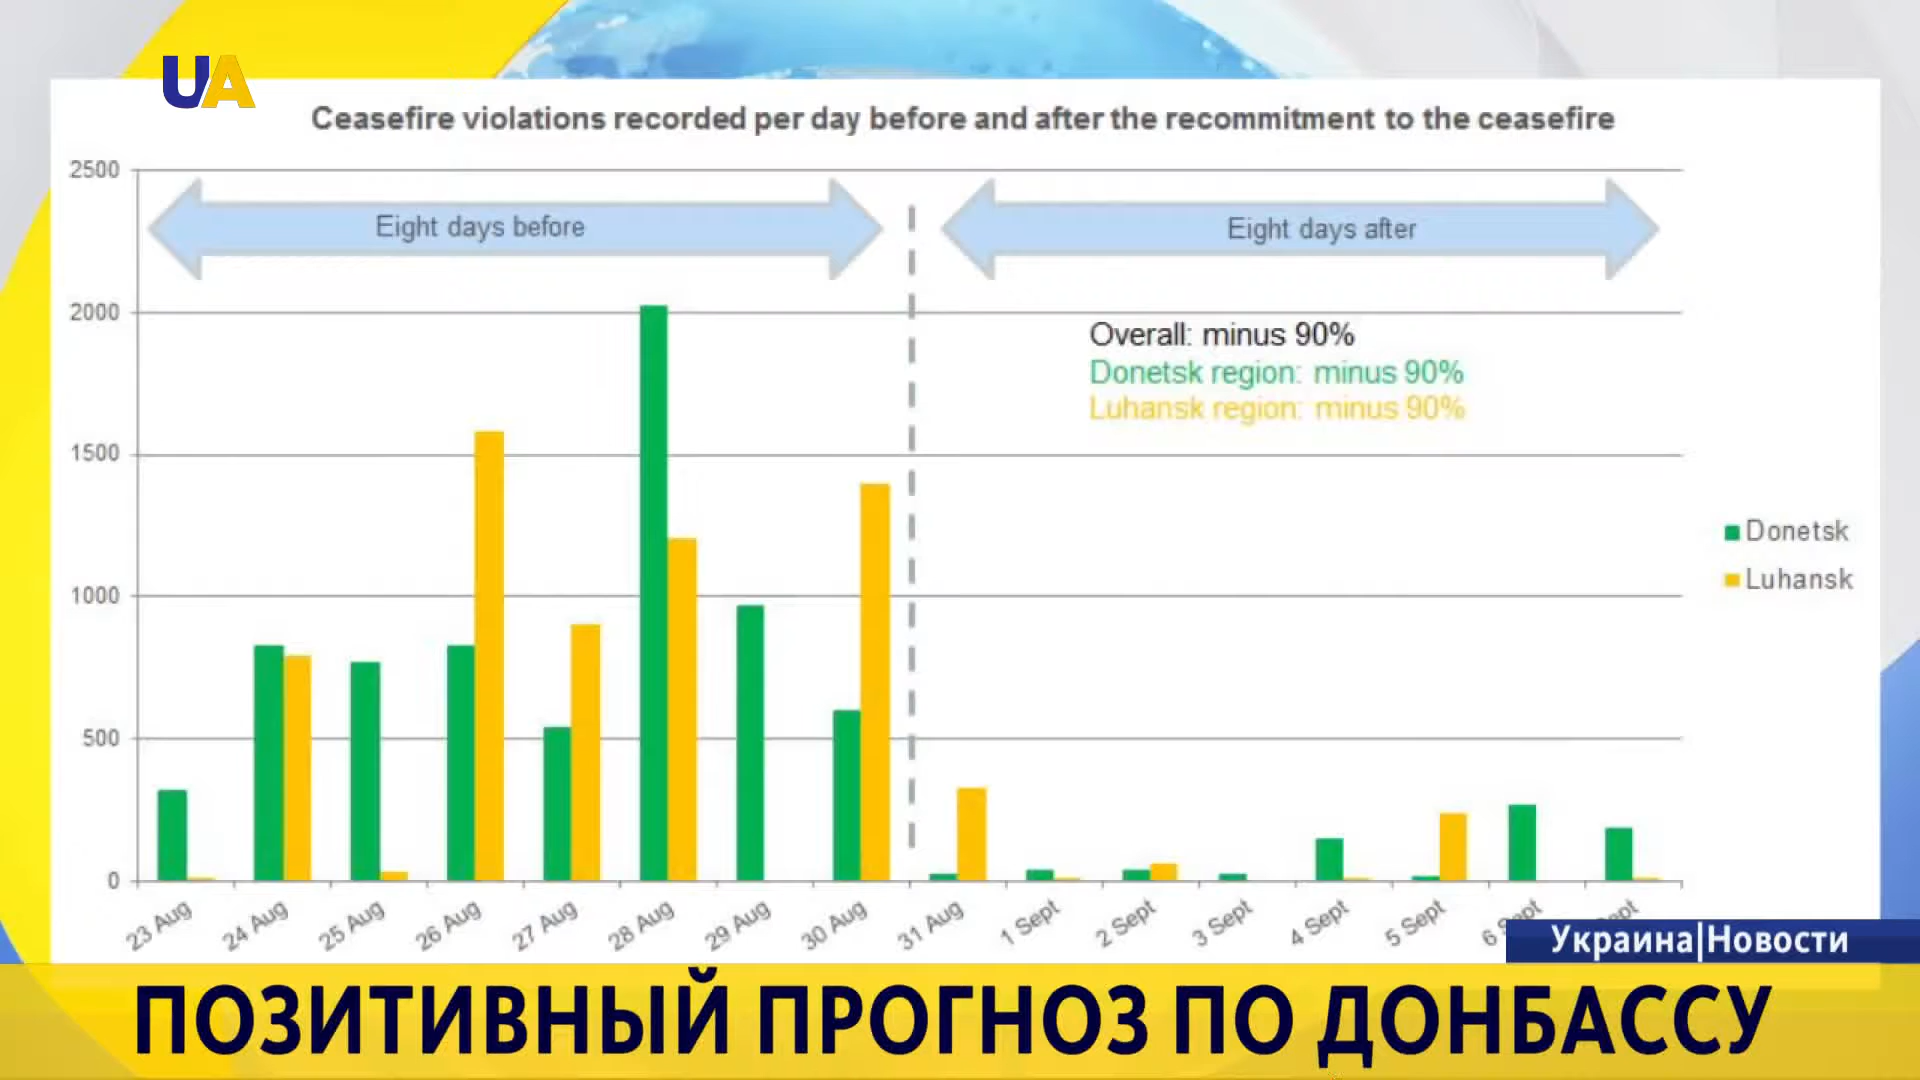 UA
Ceasefire violations recorded per day before and after the recommitment to the ceasefire
2500
2000
1500
1000
500
0
Eight days before
Eight days after
Overall: minus 90%
Donetsk region: minus 90%
Luhansk region: minus 90%
Donetsk
Luhansk
23 Aug
24 Aug
25 Aug
26 Aug
27 Aug
28 Aug
29 Aug
30 Aug
31 Aug
1 Sept
2 Sept
3 Sept
4 Sept
5 Sept
6
Украина|Новости
ПОЗИТИВНЫЙ ПРОГНОЗ ПО ДОНБАССУ